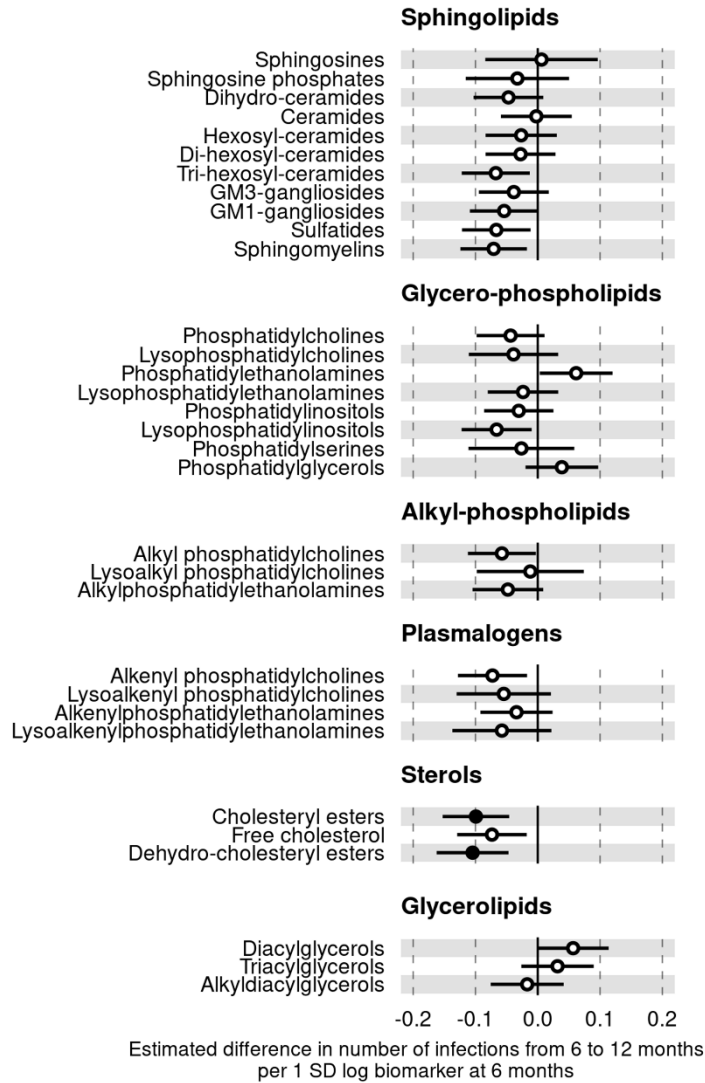 Sphingolipids
Sphingosines
Sphingosine phosphates
Dihydro-ceramides
Ceramides
Hexosyl-ceramides
Di-hexosyl-ceramides
Tri-hexosyl-ceramides
GM3-gangliosides
GM1-gangliosides
Sulfatides
Sphingomyelins
Glycero-phospholipids
Phosphatidylcholines
Lysophosphatidylcholines
Phosphatidylethanolamines
Lysophosphatidylethanolamines
Phosphatidylinositols
Lysophosphatidylinositols
Phosphatidylserines
Phosphatidylglycerols
Alkyl-phospholipids
Alkyl phosphatidylcholines
Lysoalkyl phosphatidylcholines
Alkylphosphatidylethanolamines
Plasmalogens
Alkenyl phosphatidylcholines
Lysoalkenyl phosphatidylcholines
Alkenylphosphatidylethanolamines
Lysoalkenylphosphatidylethanolamines
Sterols
Cholesteryl esters
Free cholesterol
Dehydro-cholesteryl esters
Glycerolipids
Diacylglycerols
Triacylglycerols
Alkyldiacylglycerols
-0.2 -0.1 0.0 0.1 0.2
Estimated difference in number of infections from 6 to 12 months
per 1 SD log biomarker at 6 months